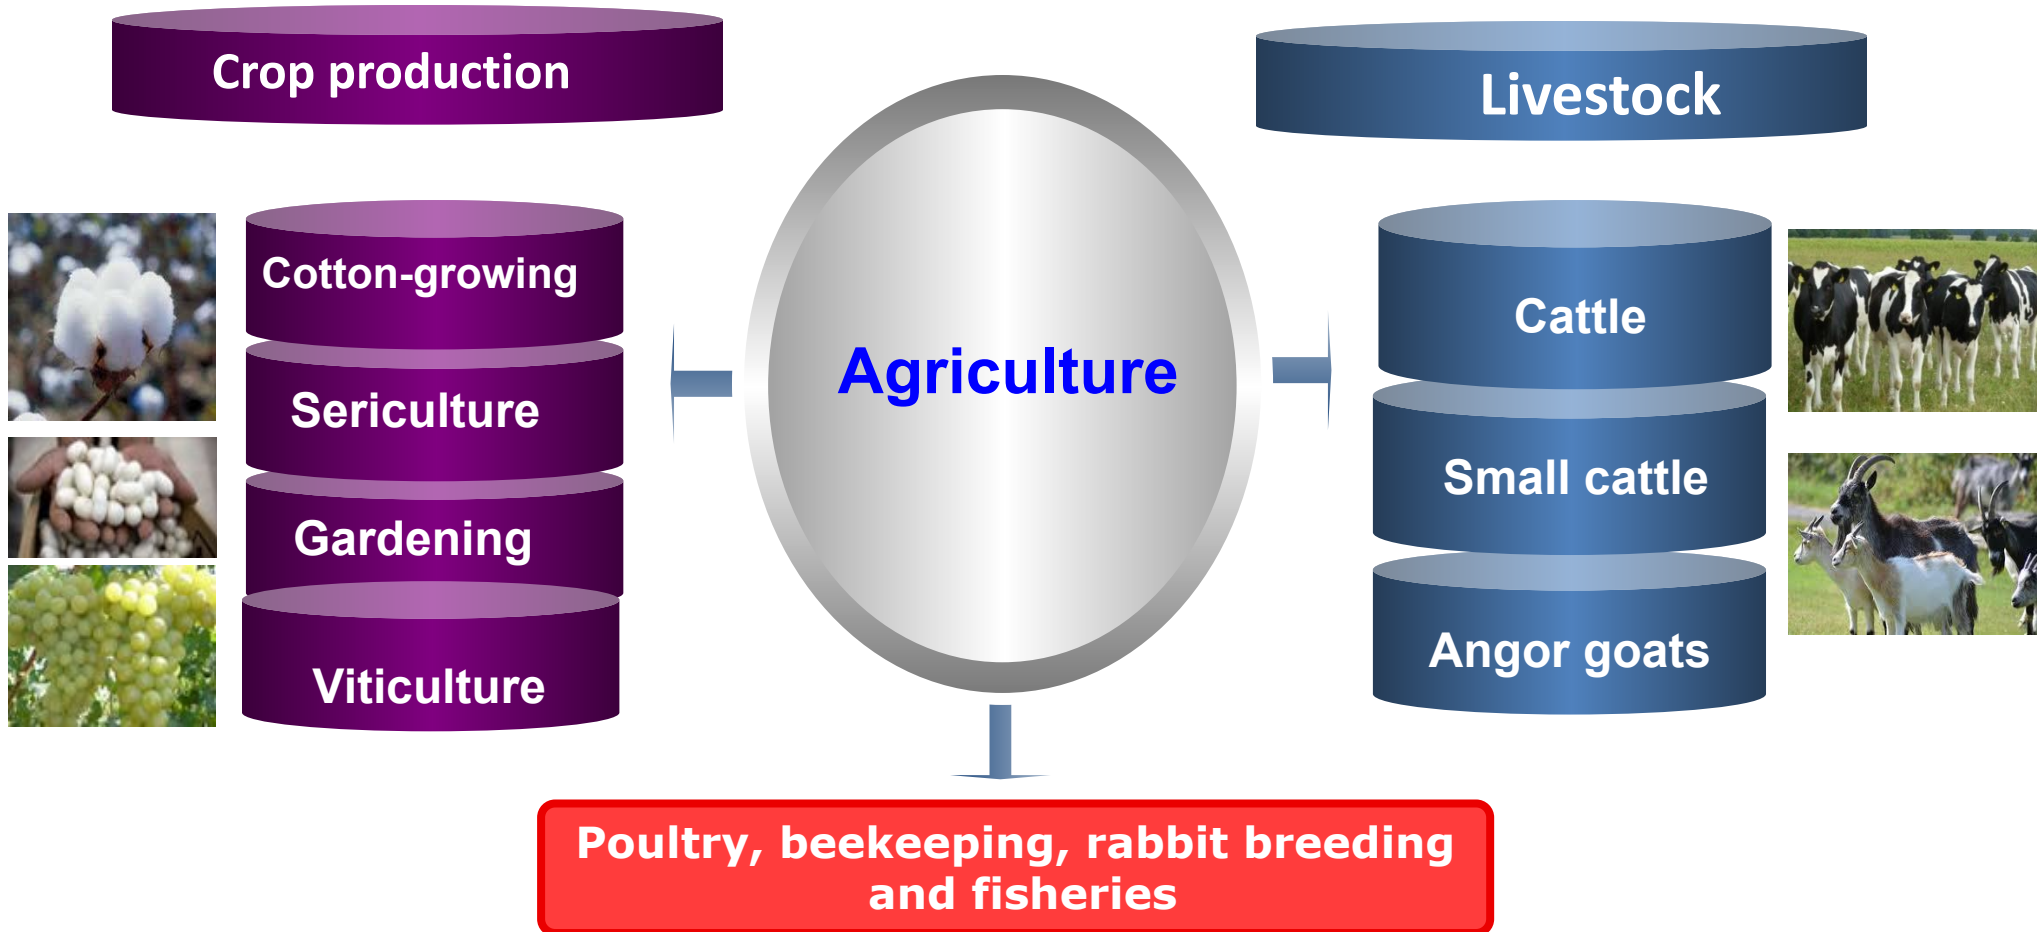 Crop production
Livestock
Cotton-growing
Sericulture
Gardening
Viticulture
Agriculture
Cattle
Small cattle
Angor goats
Poultry, beekeeping, rabbit breeding
and fisheries